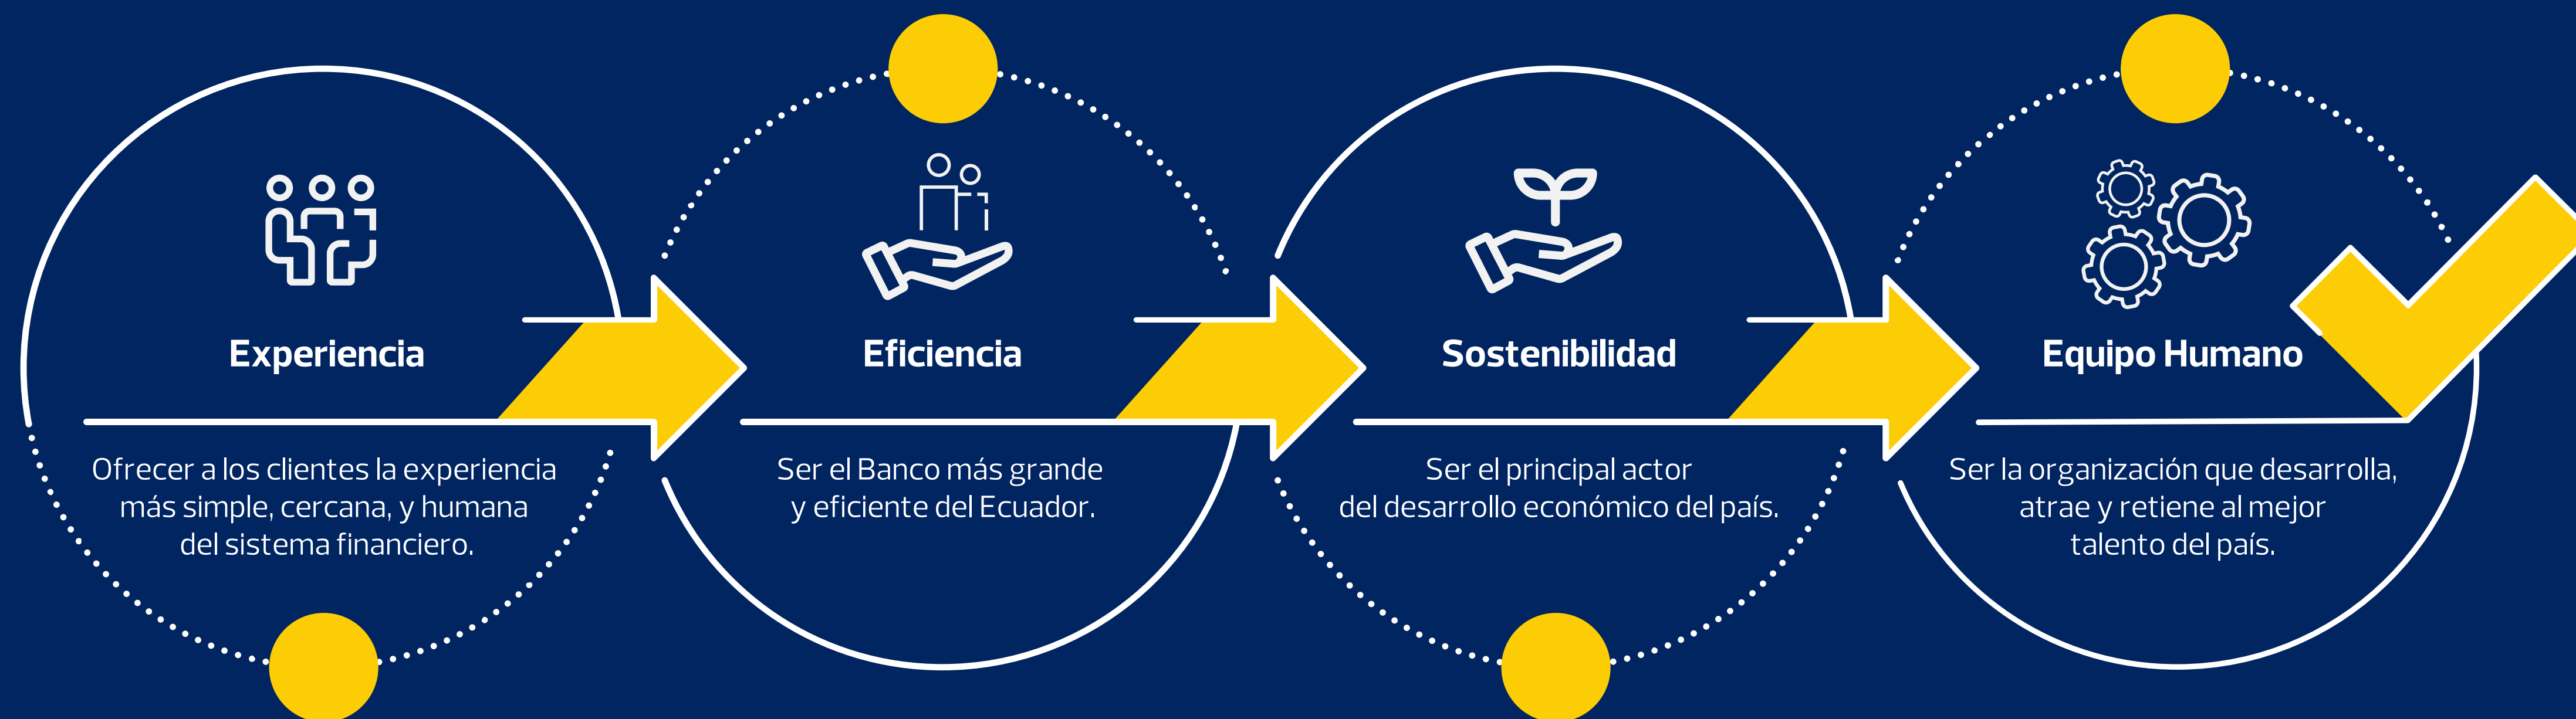 Experiencia
Ofrecer a los clientes la experiencia
más simple, cercana, y humana
del sistema financiero.
Eficiencia
Ser el Banco más grande
y eficiente del Ecuador.
Sostenibilidad
Ser el principal actor
del desarrollo económico del país.
Equipo Humano
Ser la organización que desarrolla,
atrae y retiene al mejor
talento del país.